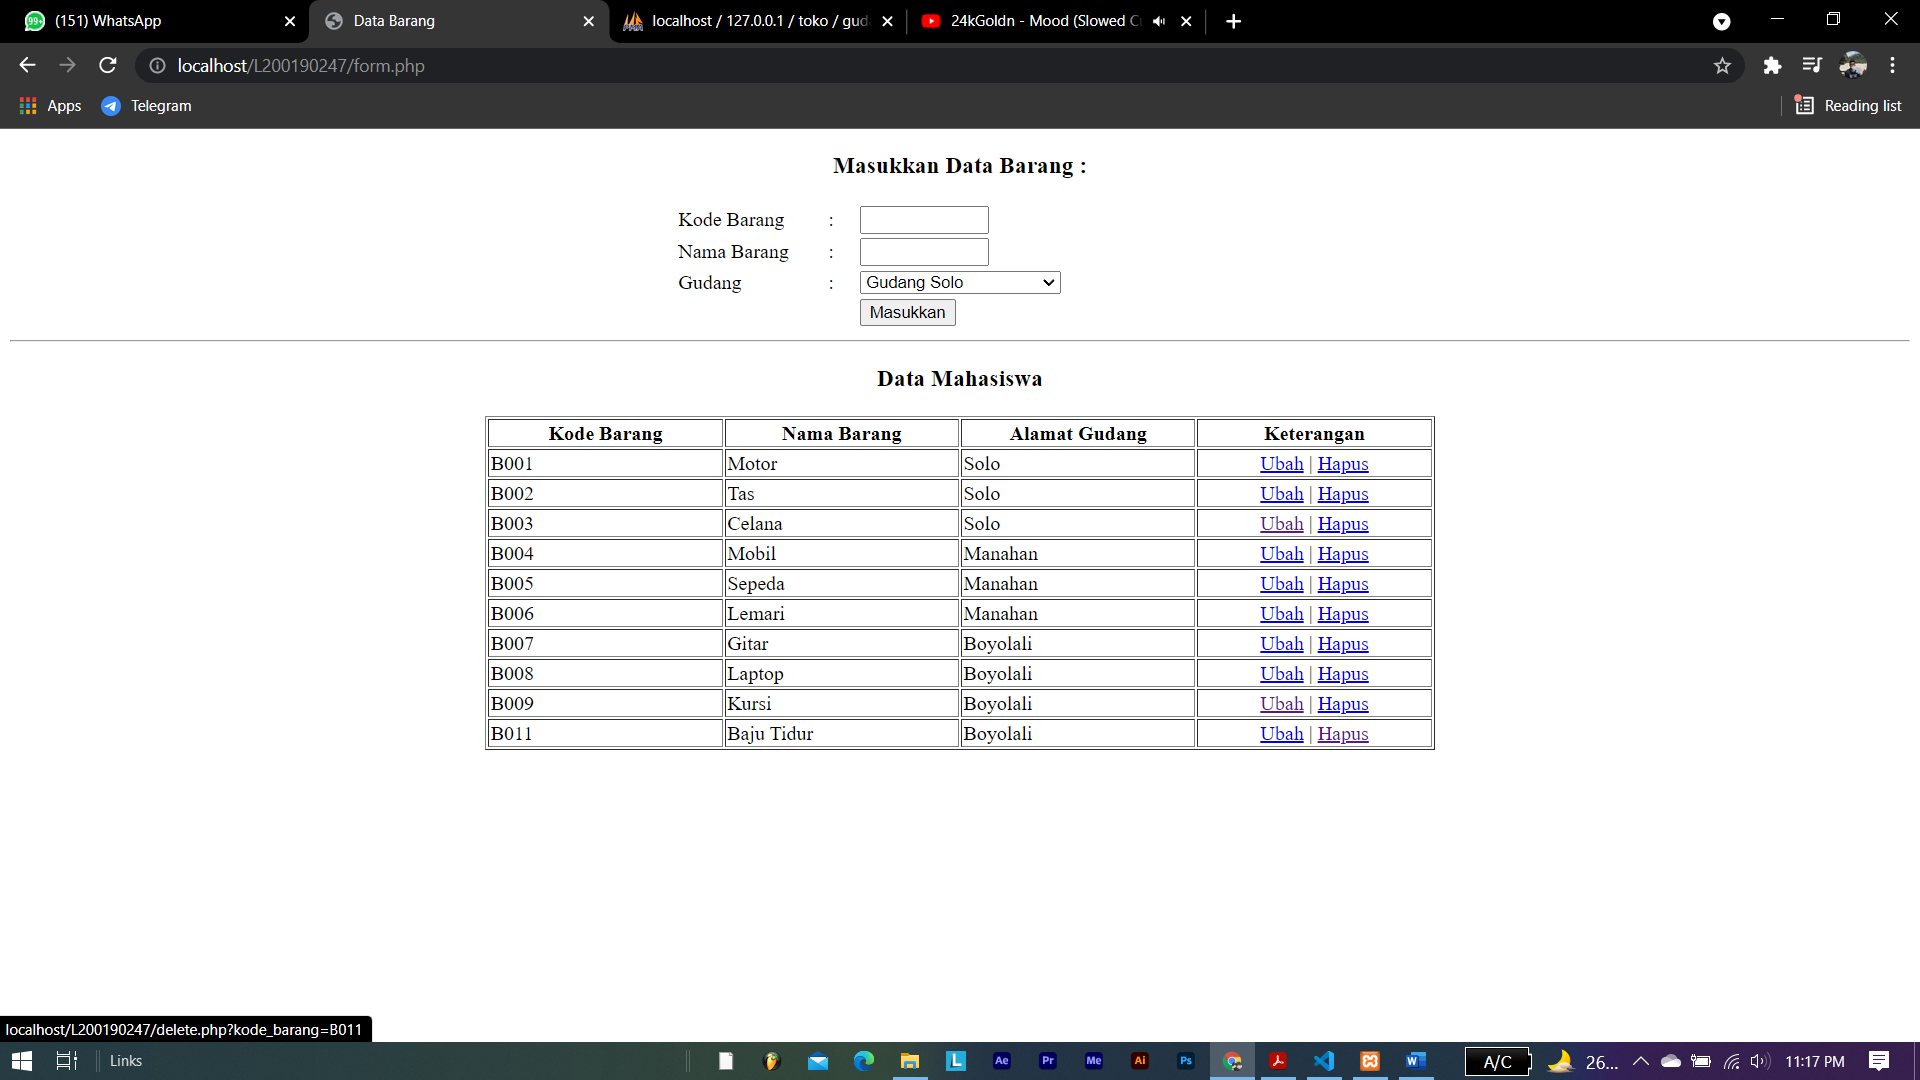 (151) WhatsApp
Data Barang
localhost / 127.0.0.1 / toko / gud
24kGoldn - Mood (Slowed
localhost/L200190247/form.php
Apps
Telegram
Reading list
Masukkan Data Barang :
Kode Barang :
Nama Barang :
Gudang : Gudang Solo
Masukkan
Data Mahasiswa
Kode Barang Nama Barang Alamat Gudang Keterangan
B001 Motor Solo Ubah | Hapus
B002 Tas Solo Ubah | Hapus
B003 Celana Solo Ubah | Hapus
B004 Mobil Manahan Ubah | Hapus
B005 Sepeda Manahan Ubah | Hapus
B006 Lemari Manahan Ubah | Hapus
B007 Gitar Boyolali Ubah | Hapus
B008 Laptop Boyolali Ubah | Hapus
B009 Kursi Boyolali Ubah | Hapus
B011 Baju Tidur Boyolali Ubah | Hapus
localhost/L200190247/delete.php?kode_barang=B011
Links
L
Ae
Pr
Me
Ai
Ps
W
A/C
26...
11:17 PM